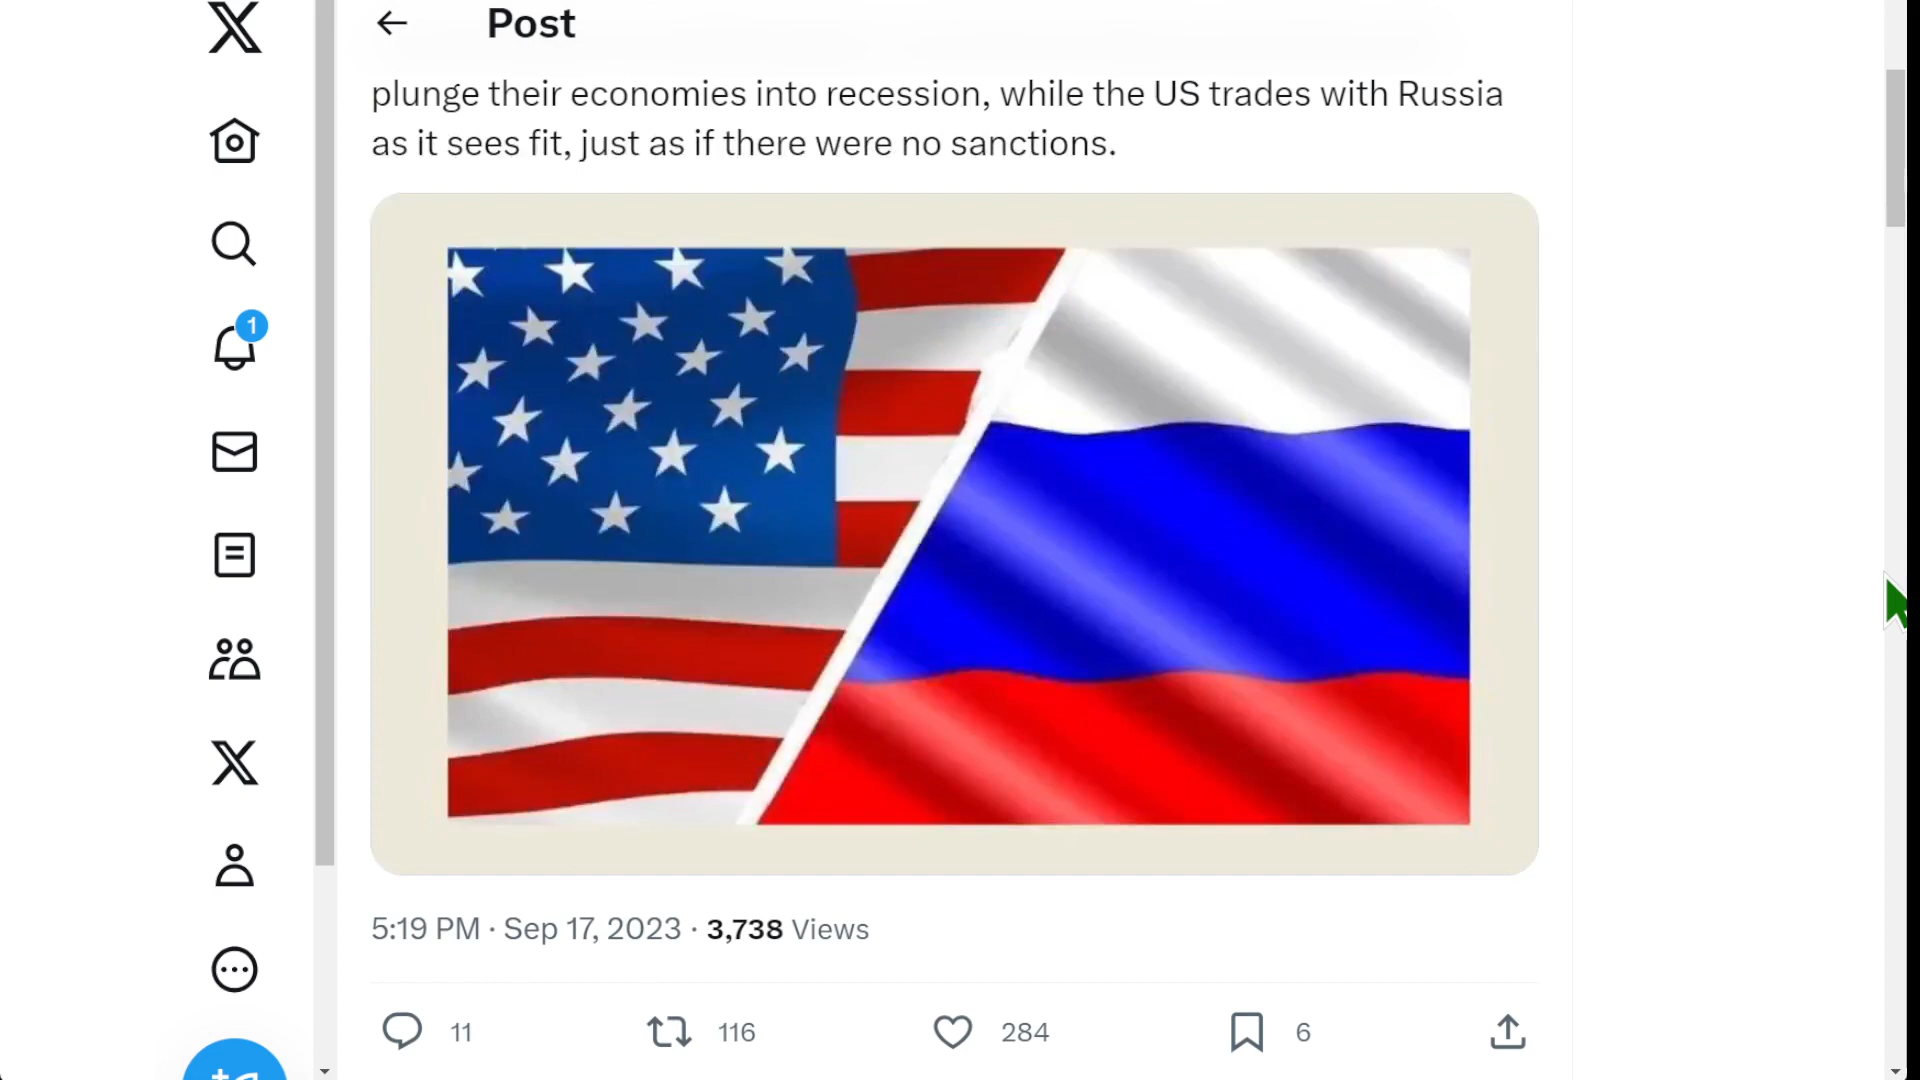 Post
plunge their economies into recession, while the US trades with Russia
as it sees fit, just as if there were no sanctions.
1
5:19 PM · Sep 17, 2023 · 3,738 Views
11 116 284 6